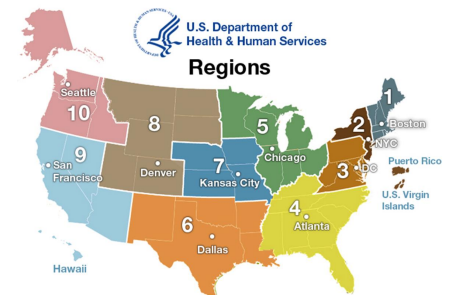 U.S. Department of
Health & Human Services
Regions
Seattle
10
8
5
1
Boston
2
NYC
9
San
Francisco
Denver
7
Kansas City
Chicago
3
DC
Puerto Rico
U.S. Virgin
Islands
6
Dallas
4
Atlanta
Hawaii